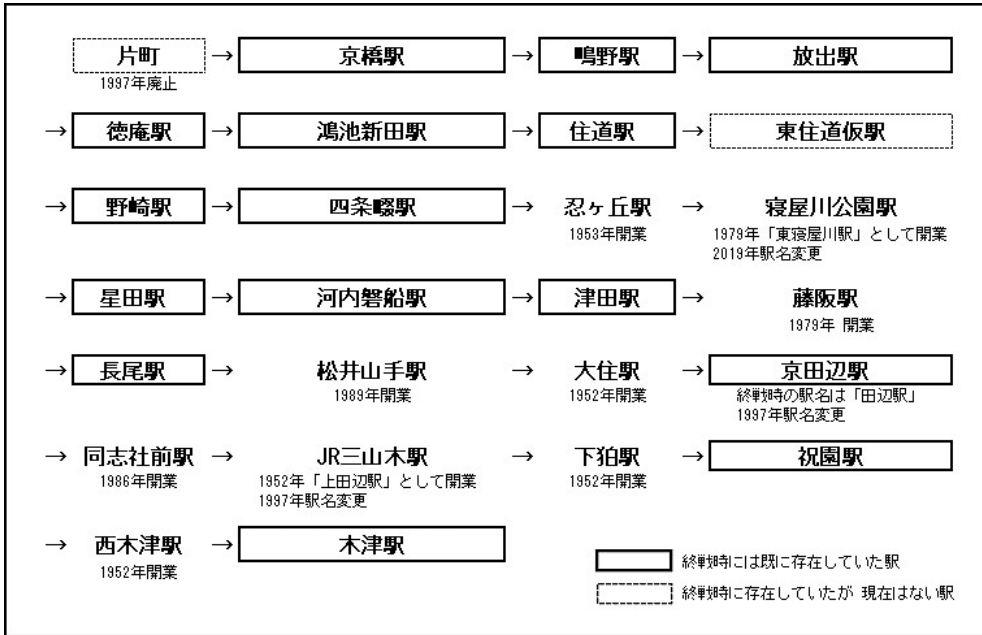 片町 → 京橋駅 → 鴫野駅 → 放出駅
1997年廃止
→ 徳庵駅 → 鴻池新田駅 → 住道駅 → 東住道仮駅
→ 野崎駅 → 四条畷駅 → 忍ヶ丘駅 → 寝屋川公園駅
1953年開業
1979年「東寝屋川駅」として開業
2019年駅名変更
→ 星田駅 → 河内磐船駅 → 津田駅 → 藤阪駅
1979年 開業
→ 長尾駅 → 松井山手駅 → 大住駅 → 京田辺駅
1989年開業
1952年開業
終戦時の駅名は「田辺駅」
1997年駅名変更
→ 同志社前駅 → JR三山木駅 → 下狛駅 → 祝園駅
1986年開業
1952年「上田辺駅」として開業
1997年駅名変更
1952年開業
→ 西木津駅 → 木津駅
1952年開業
終戦時には既に存在していた駅
終戦時に存在していたが 現在はない駅